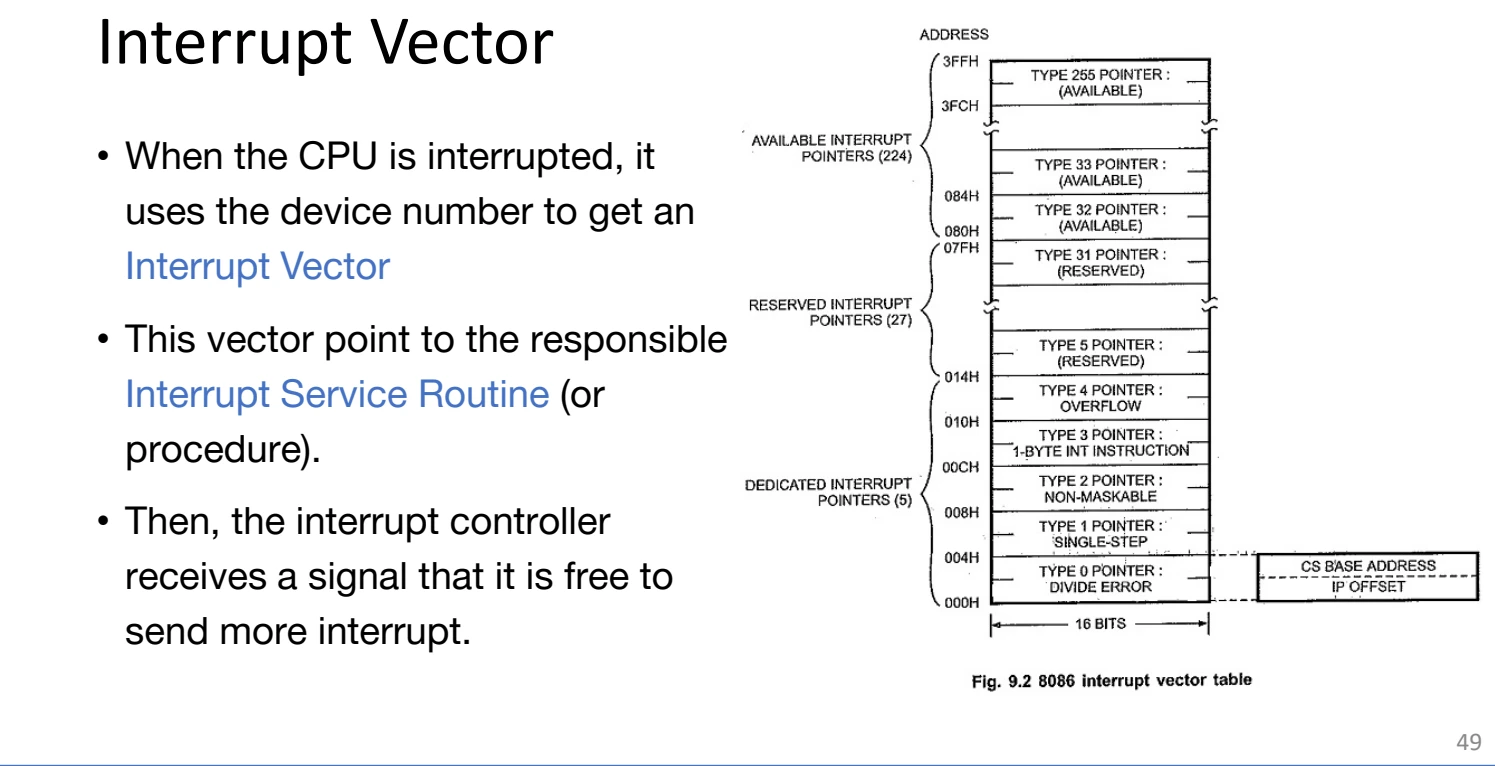 Interrupt Vector
• When the CPU is interrupted, it
uses the device number to get an
Interrupt Vector
• This vector point to the responsible
Interrupt Service Routine (or
procedure).
• Then, the interrupt controller
receives a signal that it is free to
send more interrupt.
ADDRESS
3FFH
TYPE 255 POINTER :
(AVAILABLE)
3FCH
AVAILABLE INTERRUPT
POINTERS (224)
TYPE 33 POINTER :
(AVAILABLE)
084H
TYPE 32 POINTER :
(AVAILABLE)
080H
07FH
TYPE 31 POINTER :
(RESERVED)
RESERVED INTERRUPT
POINTERS (27)
TYPE 5 POINTER :
(RESERVED)
014H
TYPE 4 POINTER :
OVERFLOW
010H
TYPE 3 POINTER :
1-BYTE INT INSTRUCTION
00CH
DEDICATED INTERRUPT
POINTERS (5)
TYPE 2 POINTER :
NON-MASKABLE
008H
TYPE 1 POINTER :
SINGLE-STEP
004H
TYPE 0 POINTER :
DIVIDE ERROR
000H
CS BASE ADDRESS
IP OFFSET
16 BITS
Fig. 9.2 8086 interrupt vector table
49